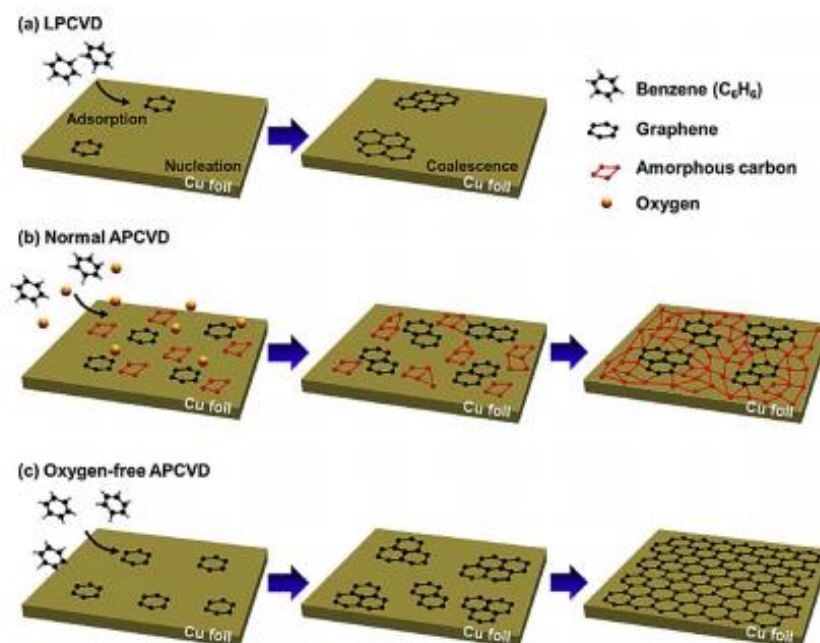 (a) LPCVD
Adsorption
Nucleation
Cu foil
Coalescence
Cu foil
Benzene (C₆H₆)
Graphene
Amorphous carbon
Oxygen
(b) Normal APCVD
Cu foil
Cu foil
Cu foil
(c) Oxygen-free APCVD
Cu foil
Cu foil
Cu foil